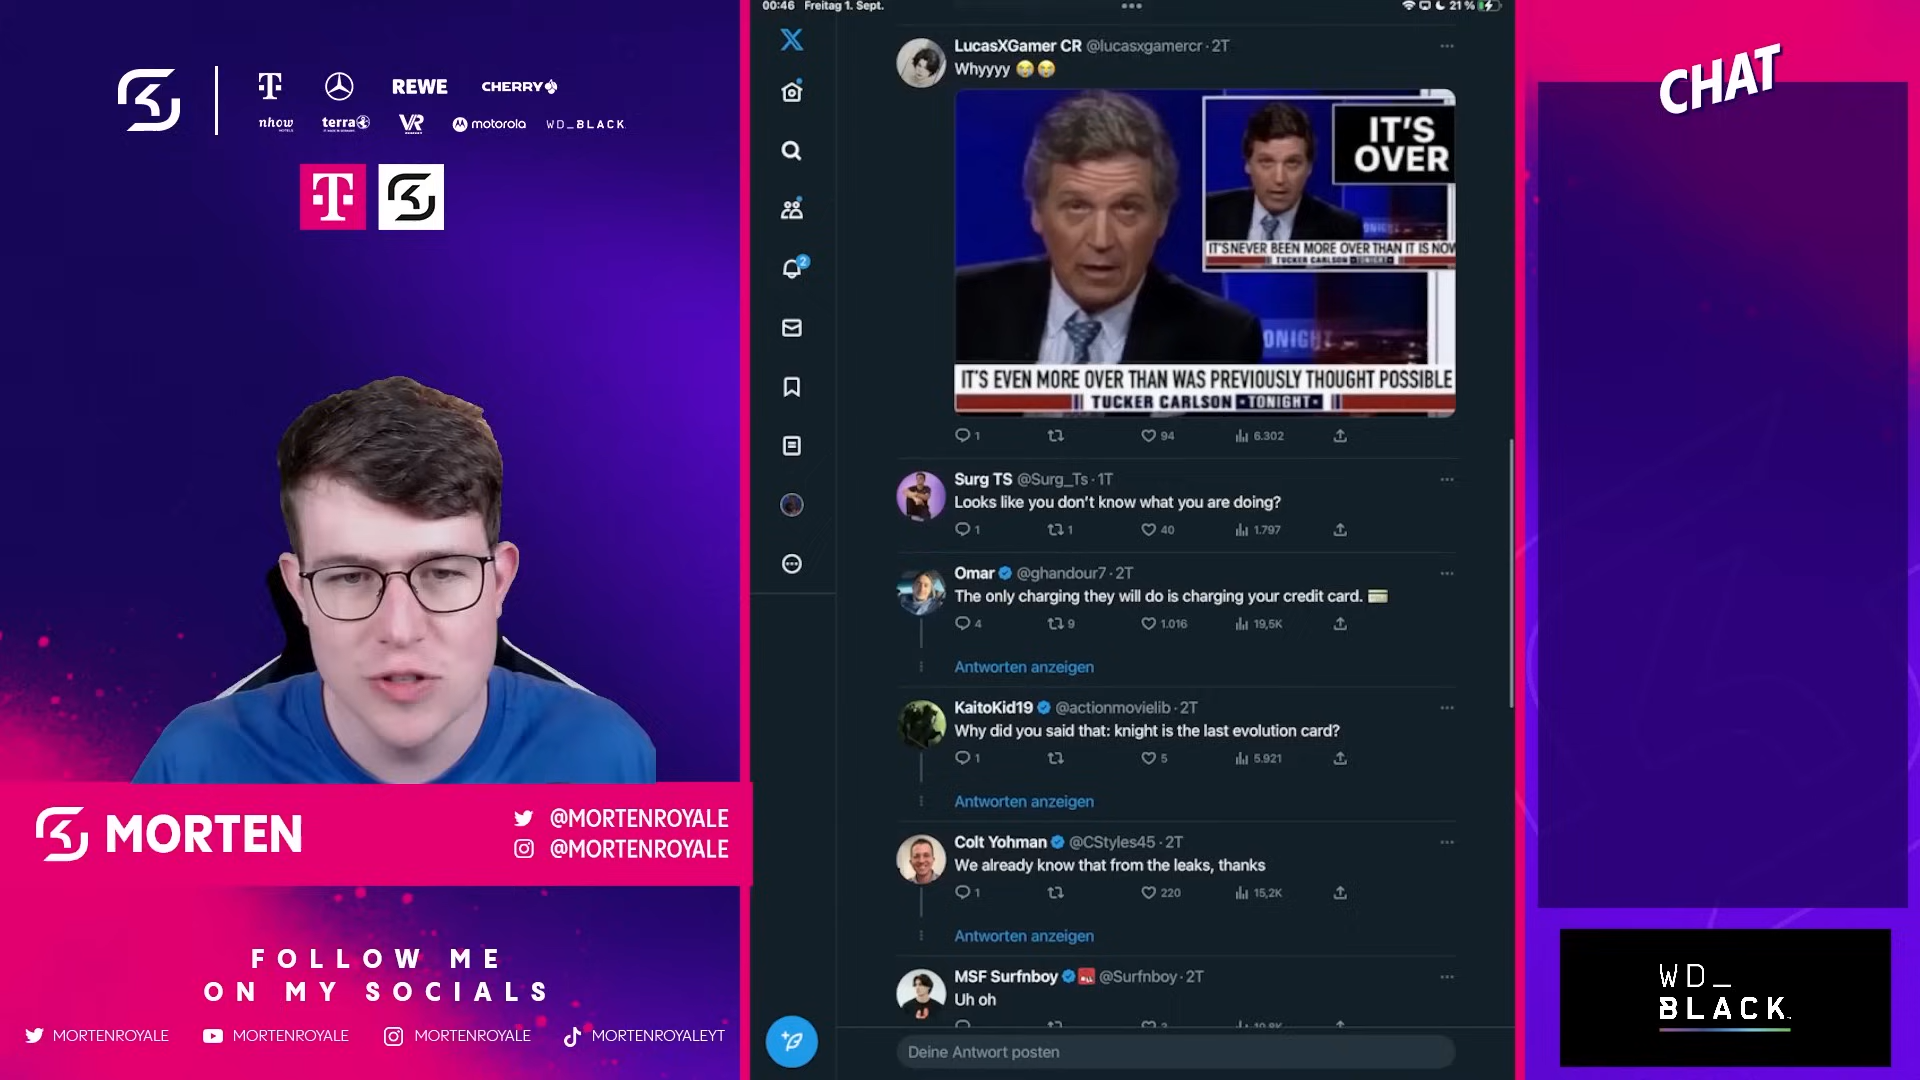 REWE
CHERRY
nhow
terra
VR
motorola
WD_BLACK
MORTEN
@MORTENROYALE
@MORTENROYALE
FOLLOW ME
ON MY SOCIALS
MORTENROYALE
MORTENROYALE
MORTENROYALE
MORTENROYALEYT
00:46 Freitag 1. Sept.
21 %
2
LucasXGamer CR @lucasxgamercr · 2T
Whyyyy 😭😭
IT'S
OVER
IT'S NEVER BEEN MORE OVER THAN IT IS NOW
TUCKER CARLSON TONIGHT
IT'S EVEN MORE OVER THAN WAS PREVIOUSLY THOUGHT POSSIBLE
TUCKER CARLSON TONIGHT
1 94 6.302
Surg TS @Surg_Ts · 1T
Looks like you don't know what you are doing?
1 1 40 1.797
Omar @ghandour7 · 2T
The only charging they will do is charging your credit card. 💳
4 9 1.016 19,5K
Antworten anzeigen
KaitoKid19 @actionmovielib · 2T
Why did you said that: knight is the last evolution card?
1 5 5.921
Antworten anzeigen
Colt Yohman @CStyles45 · 2T
We already know that from the leaks, thanks
1 220 15,2K
Antworten anzeigen
MSF Surfnboy @Surfnboy · 2T
Uh oh
Deine Antwort posten
CHAT
WD_
BLACK